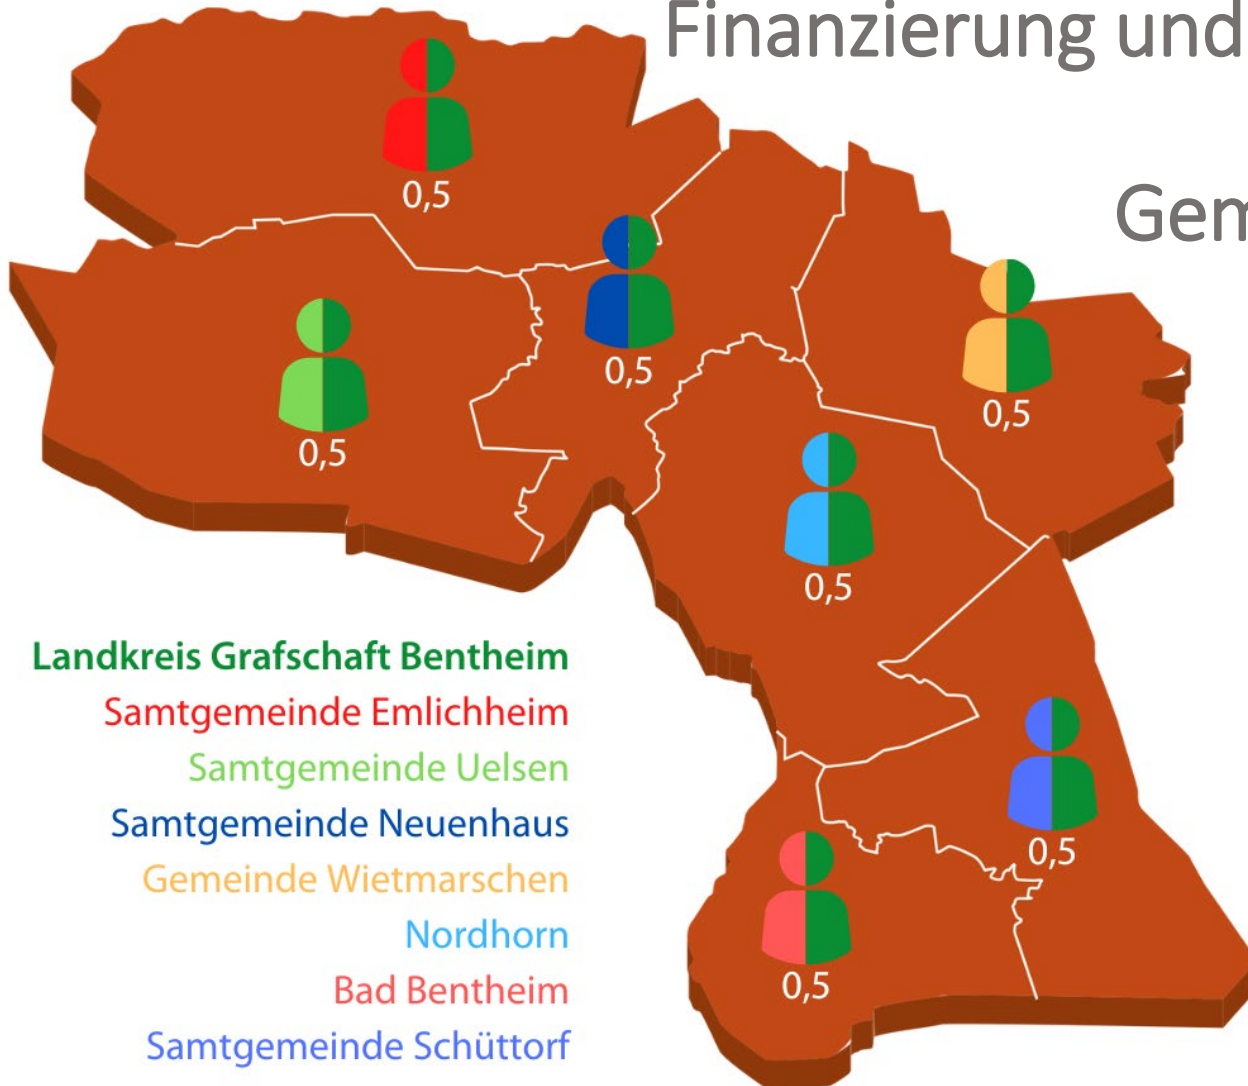 Finanzierung und
Gem
0,5
0,5
0,5
0,5
0,5
0,5
0,5
Landkreis Grafschaft Bentheim
Samtgemeinde Emlichheim
Samtgemeinde Uelsen
Samtgemeinde Neuenhaus
Gemeinde Wietmarschen
Nordhorn
Bad Bentheim
Samtgemeinde Schüttorf